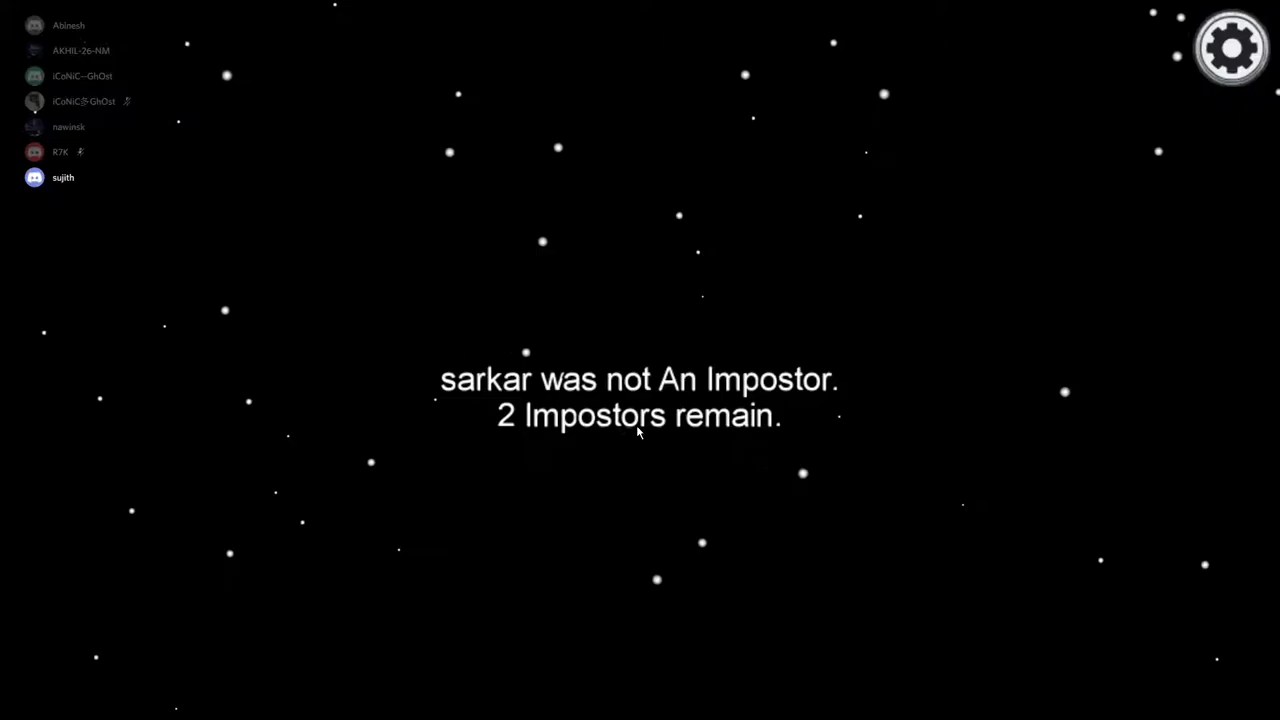 Abinesh
AKHIL-26-NM
iCoNiC—GhOst
iCoNiC多GhOst
nawinsk
R7K
sujith
sarkar was not An Impostor.
2 Impostors remain.